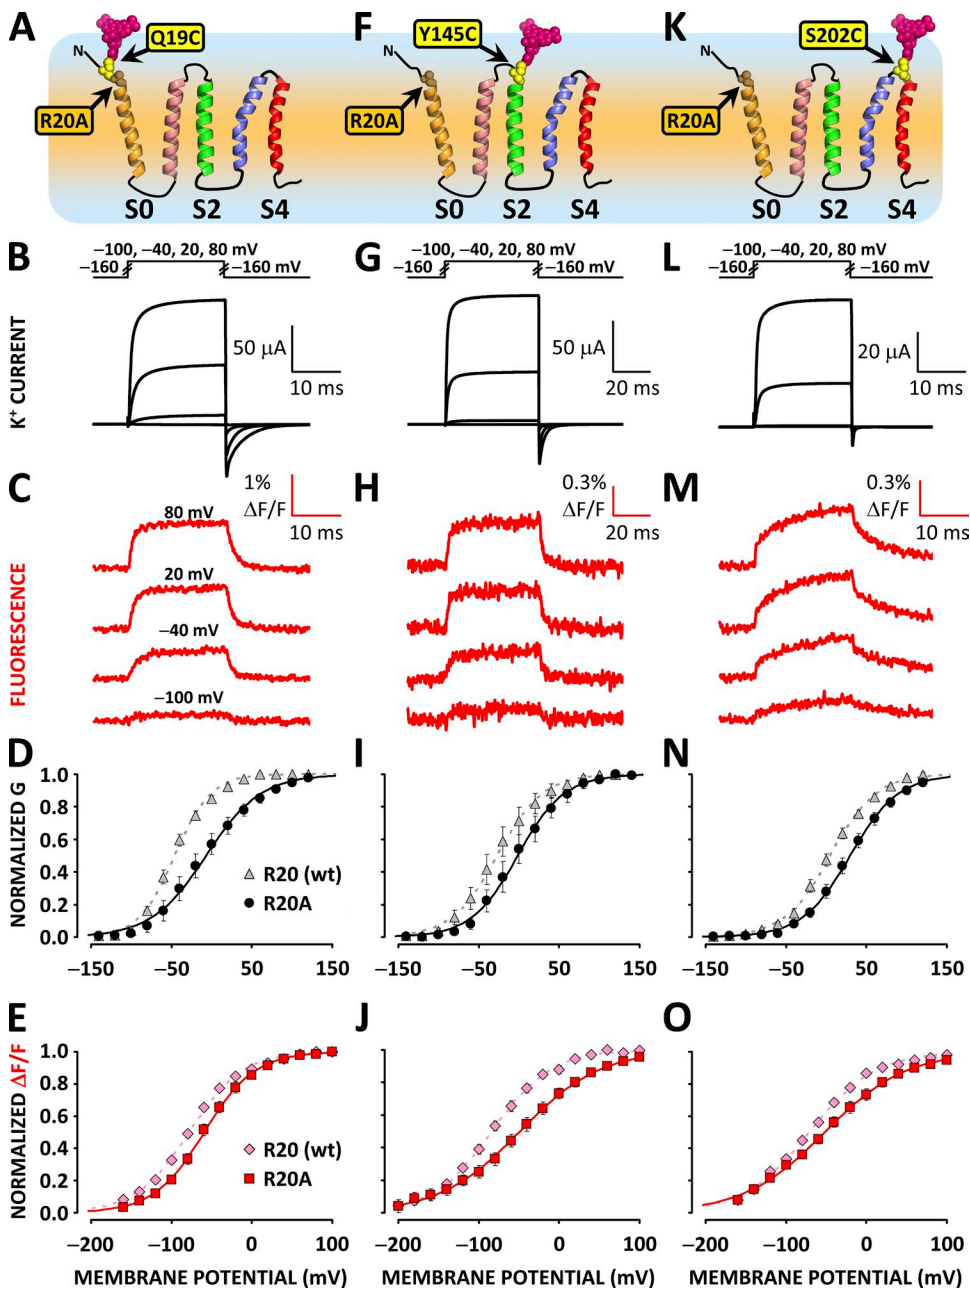 A
F
K
N
Q19C
R20A
S0 S2 S4
N
Y145C
R20A
S0 S2 S4
N
S202C
R20A
S0 S2 S4
B
−100, −40, 20, 80 mV
−160
−160 mV
50 µA
10 ms
G
−100, −40, 20, 80 mV
−160
−160 mV
50 µA
20 ms
L
−100, −40, 20, 80 mV
−160
−160 mV
20 µA
10 ms
K⁺ CURRENT
C
1%
ΔF/F
10 ms
80 mV
20 mV
−40 mV
−100 mV
H
0.3%
ΔF/F
20 ms
M
0.3%
ΔF/F
10 ms
FLUORESCENCE
D
I
N
NORMALIZED G
1.0
0.8
0.6
0.4
0.2
0.0
R20 (wt)
R20A
−150 −50 50 150
−150 −50 50 150
−150 −50 50 150
E
J
O
NORMALIZED ΔF/F
1.0
0.8
0.6
0.4
0.2
0.0
R20 (wt)
R20A
−200 −100 0 100
−200 −100 0 100
−200 −100 0 100
MEMBRANE POTENTIAL (mV)
MEMBRANE POTENTIAL (mV)
MEMBRANE POTENTIAL (mV)